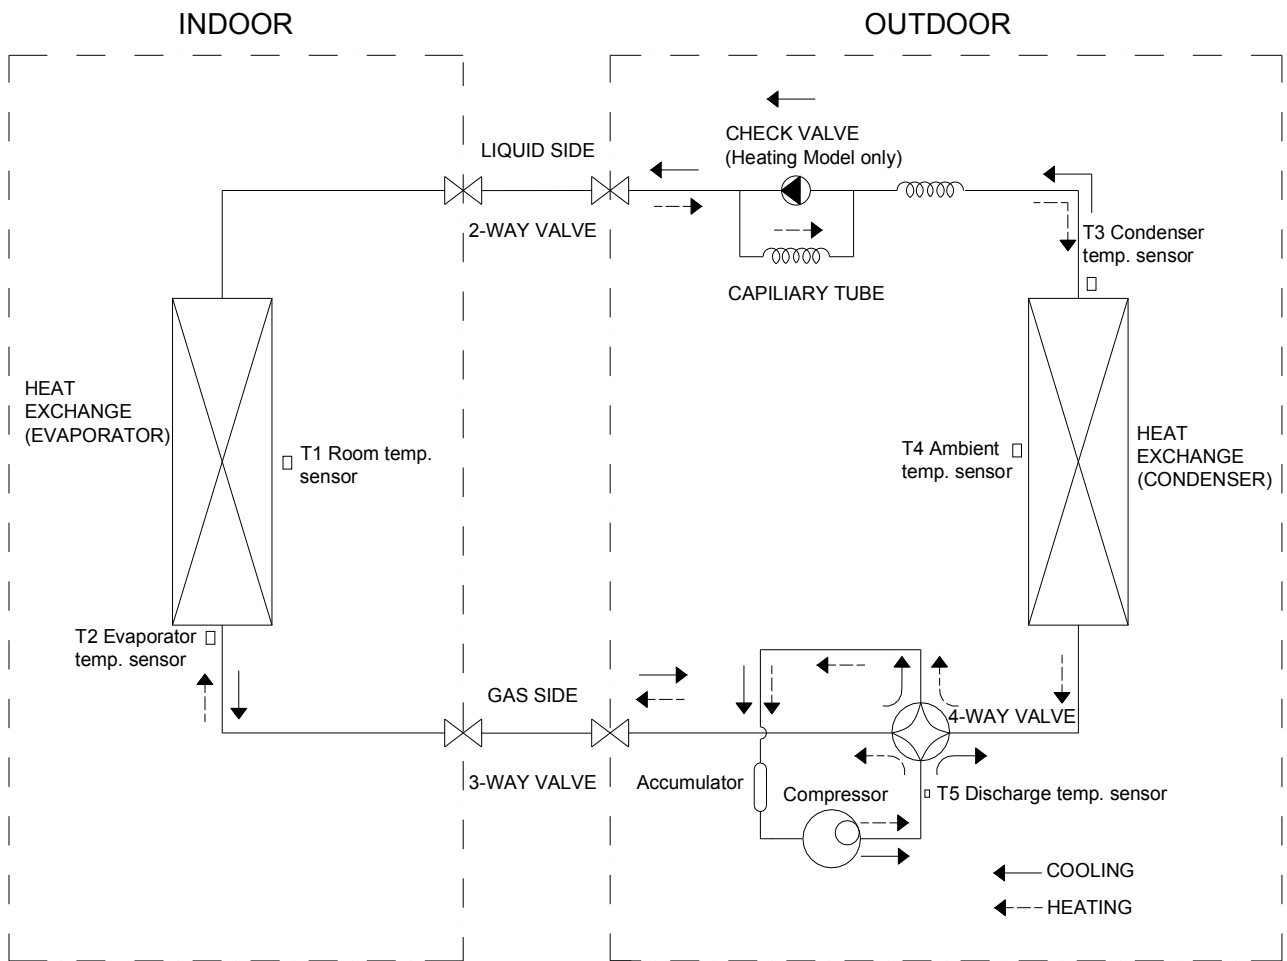 INDOOR
OUTDOOR
CHECK VALVE
(Heating Model only)
LIQUID SIDE
2-WAY VALVE
T3 Condenser
temp. sensor
CAPILIARY TUBE
HEAT
EXCHANGE
(EVAPORATOR)
T1 Room temp.
sensor
T4 Ambient
temp. sensor
HEAT
EXCHANGE
(CONDENSER)
T2 Evaporator
temp. sensor
GAS SIDE
4-WAY VALVE
3-WAY VALVE
Accumulator
Compressor
T5 Discharge temp. sensor
COOLING
HEATING